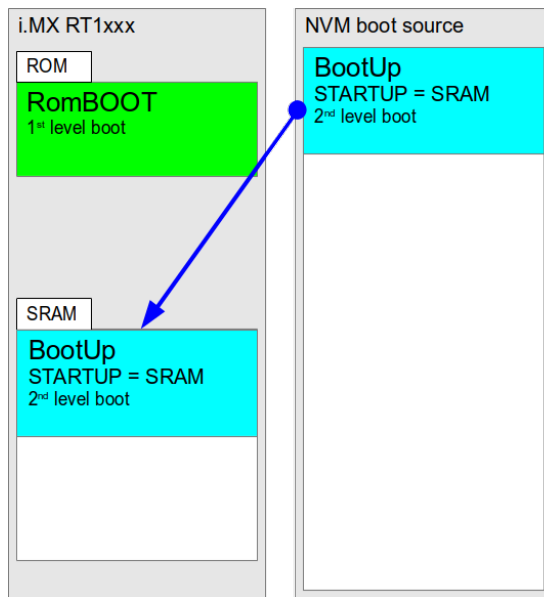 i.MX RT1xxx
ROM
RomBOOT
1st level boot
SRAM
BootUp
STARTUP = SRAM
2nd level boot
NVM boot source
BootUp
STARTUP = SRAM
2nd level boot